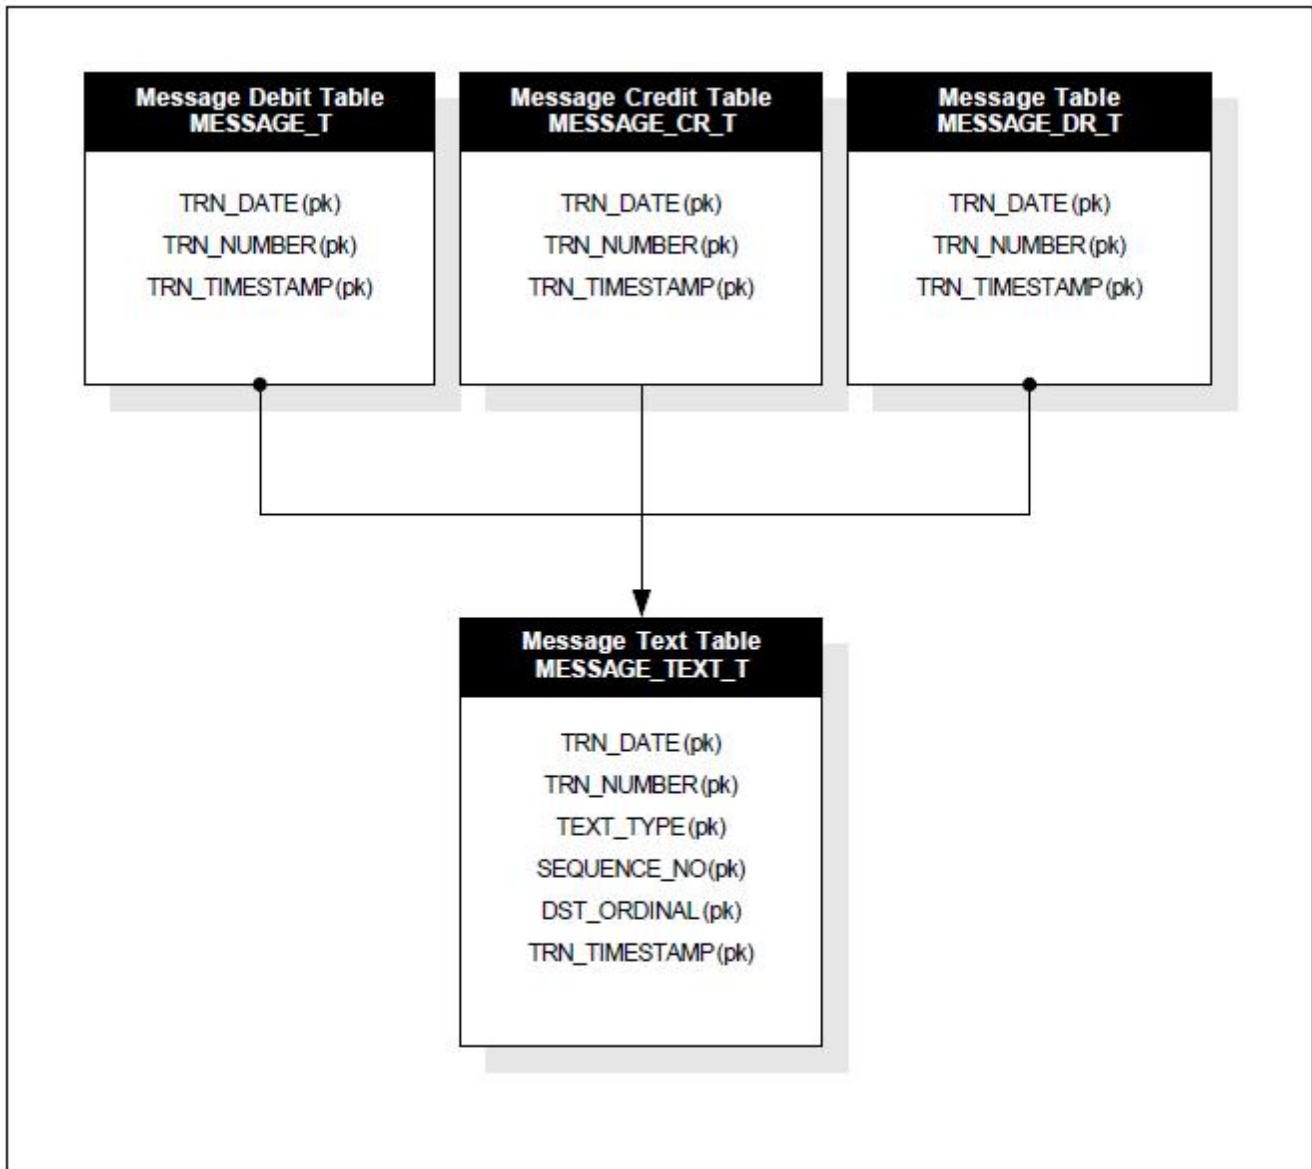 Message Debit Table
MESSAGE_T
TRN_DATE(pk)
TRN_NUMBER(pk)
TRN_TIMESTAMP(pk)
Message Credit Table
MESSAGE_CR_T
TRN_DATE(pk)
TRN_NUMBER(pk)
TRN_TIMESTAMP(pk)
Message Table
MESSAGE_DR_T
TRN_DATE(pk)
TRN_NUMBER(pk)
TRN_TIMESTAMP(pk)
Message Text Table
MESSAGE_TEXT_T
TRN_DATE(pk)
TRN_NUMBER(pk)
TEXT_TYPE(pk)
SEQUENCE_NO(pk)
DST_ORDINAL(pk)
TRN_TIMESTAMP(pk)